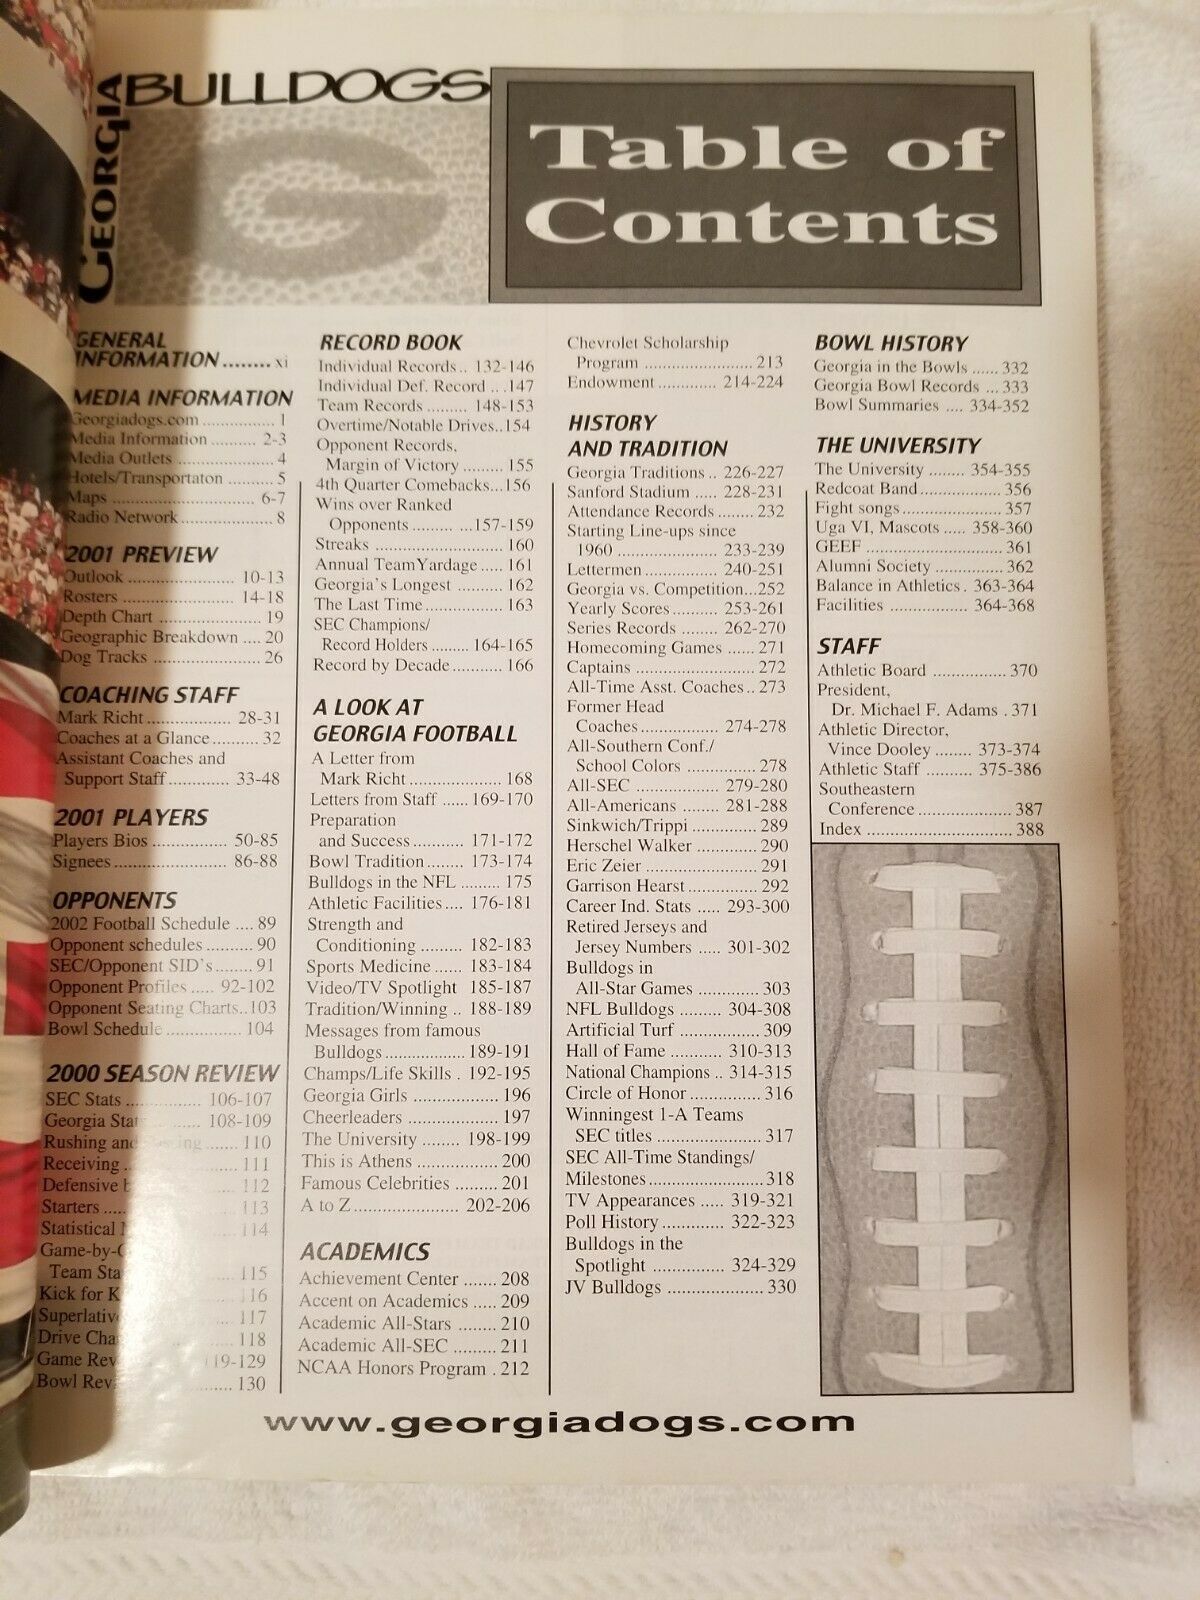 GEORGIA
BULLDOGS
Table of
Contents
GENERAL
INFORMATION ........ xi
MEDIA INFORMATION
Georgiadogs.com ............... 1
Media Information ........ 2-3
Media Outlets ................... 4
Hotels/Transportaton ......... 5
Maps ........................... 6-7
Radio Network ................... 8
2001 PREVIEW
Outlook ...................... 10-13
Rosters ....................... 14-18
Depth Chart .................... 19
Geographic Breakdown .... 20
Dog Tracks ..................... 26
COACHING STAFF
Mark Richt ................. 28-31
Coaches at a Glance.......... 32
Assistant Coaches and
Support Staff ............ 33-48
2001 PLAYERS
Players Bios ............... 50-85
Signees ....................... 86-88
OPPONENTS
2002 Football Schedule .... 89
Opponent schedules .......... 90
SEC/Opponent SID's ........ 91
Opponent Profiles ..... 92-102
Opponent Seating Charts..103
Bowl Schedule ............... 104
2000 SEASON REVIEW
SEC Stats ............... 106-107
Georgia ......... 108-109
Rushing ...... 110
Receiving .. ........ 111
Defensive ... 112
Starters ..... 113
Statistical ... 114
Team ... 115
Kick for ... 116
... 117
Drive ........ 118
Game ... 119-129
Bowl ......... 130
RECORD BOOK
Individual Records .. 132-146
Individual Def. Record ...147
Team Records ......... 148-153
Overtime/Notable Drives..154
Opponent Records,
Margin of Victory ......... 155
4th Quarter Comebacks...156
Wins over Ranked
Opponents ......... ...157-159
Streaks .......................... 160
Annual TeamYardage ..... 161
Georgia's Longest .......... 162
The Last Time ................ 163
SEC Champions/
Record Holders ....... 164-165
Record by Decade ........... 166
A LOOK AT
GEORGIA FOOTBALL
A Letter from
Mark Richt ................... 168
Letters from Staff ...... 169-170
Preparation
and Success ........... 171-172
Bowl Tradition ........ 173-174
Bulldogs in the NFL ......... 175
Athletic Facilities .... 176-181
Strength and
Conditioning ......... 182-183
Sports Medicine ...... 183-184
Video/TV Spotlight 185-187
Tradition/Winning .. 188-189
Messages from famous
Bulldogs ................. 189-191
Champs/Life Skills . 192-195
Georgia Girls .................. 196
Cheerleaders .................... 197
The University ........ 198-199
This is Athens ................. 200
Famous Celebrities ......... 201
A to Z ...................... 202-206
ACADEMICS
Achievement Center ....... 208
Accent on Academics ..... 209
Academic All-Stars ........ 210
Academic All-SEC ......... 211
NCAA Honors Program . 212
Chevrolet Scholarship
Program ....................... 213
Endowment ............. 214-224
HISTORY
AND TRADITION
Georgia Traditions .. 226-227
Sanford Stadium ..... 228-231
Attendance Records ........ 232
Starting Line-ups since
1960 ..................... 233-239
Lettermen ................ 240-251
Georgia vs. Competition...252
Yearly Scores ........... 253-261
Series Records ........ 262-270
Homecoming Games ....... 271
Captains .......................... 272
All-Time Asst. Coaches .. 273
Former Head
Coaches ................. 274-278
All-Southern Conf./
School Colors ............... 278
All-SEC ................... 279-280
All-Americans ........ 281-288
Sinkwich/Trippi .............. 289
Herschel Walker ............. 290
Eric Zeier ........................ 291
Garrison Hearst ............... 292
Career Ind. Stats ..... 293-300
Retired Jerseys and
Jersey Numbers ..... 301-302
Bulldogs in
All-Star Games ............. 303
NFL Bulldogs ......... 304-308
Artificial Turf .................. 309
Hall of Fame ........... 310-313
National Champions .. 314-315
Circle of Honor ............... 316
Winningest 1-A Teams
SEC titles ...................... 317
SEC All-Time Standings/
Milestones ..................... 318
TV Appearances ..... 319-321
Poll History ............. 322-323
Bulldogs in the
Spotlight ............... 324-329
JV Bulldogs .................... 330
BOWL HISTORY
Georgia in the Bowls ...... 332
Georgia Bowl Records ... 333
Bowl Summaries .... 334-352
THE UNIVERSITY
The University ........ 354-355
Redcoat Band ................. 356
Fight songs ..................... 357
Uga VI, Mascots ..... 358-360
GEEF ............................. 361
Alumni Society ............... 362
Balance in Athletics . 363-364
Facilities ................. 364-368
STAFF
Athletic Board ............... 370
President,
Dr. Michael F. Adams . 371
Athletic Director,
Vince Dooley ........ 373-374
Athletic Staff .......... 375-386
Southeastern
Conference .................... 387
Index ............................... 388
www.georgiadogs.com